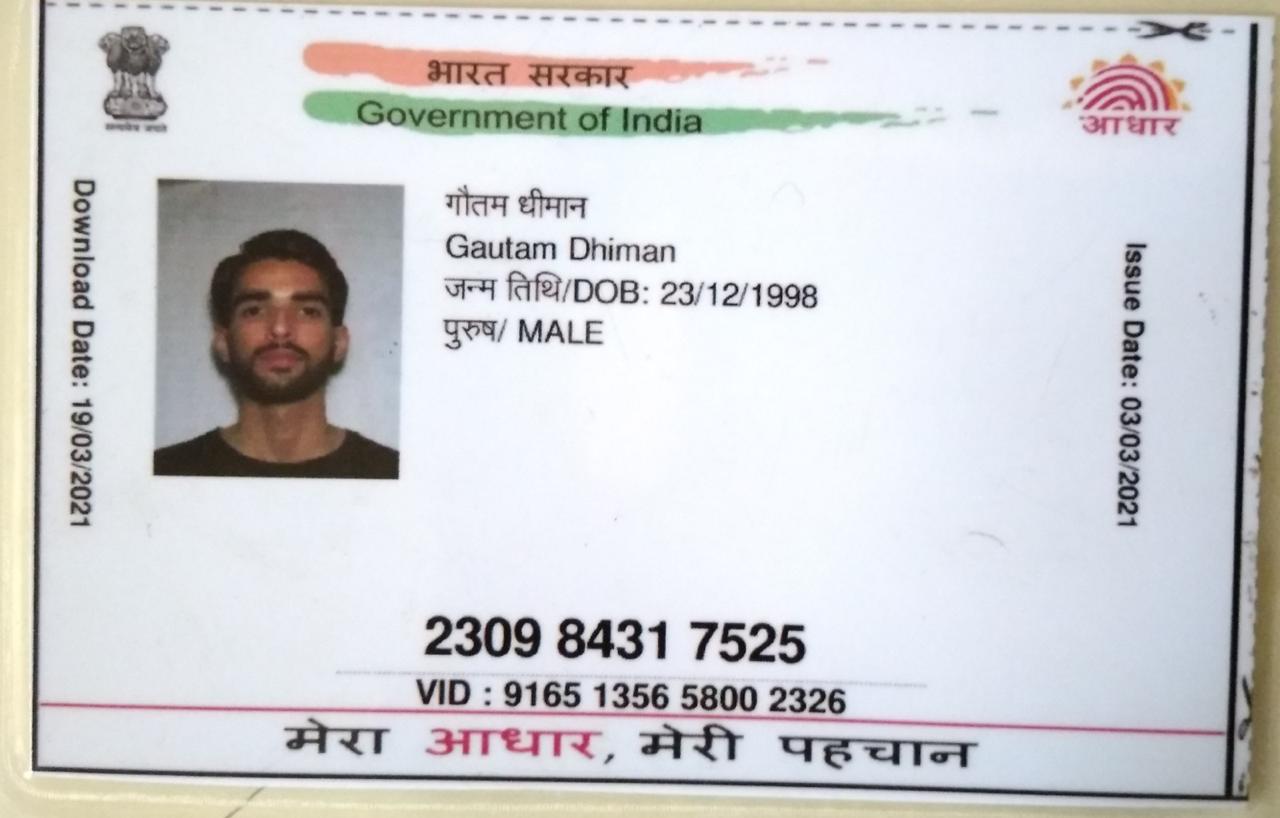 सत्यमेव जयते
भारत सरकार
Government of India
आधार
Download Date: 19/03/2021
गौतम धीमान
Gautam Dhiman
जन्म तिथि/DOB: 23/12/1998
पुरुष/ MALE
Issue Date: 03/03/2021
2309 8431 7525
VID : 9165 1356 5800 2326
मेरा आधार, मेरी पहचान